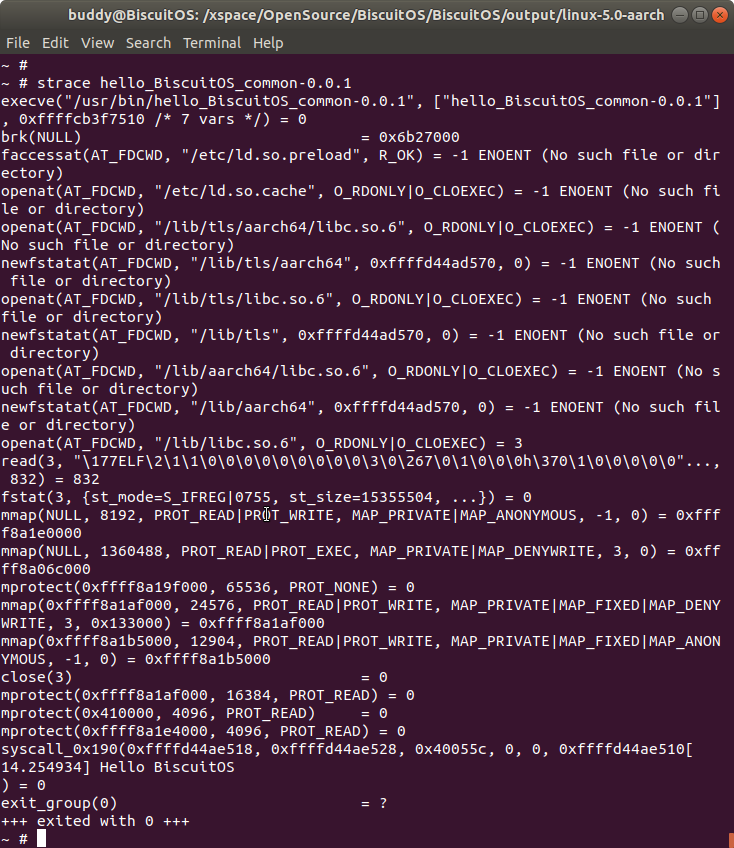 buddy@BiscuitOS: /xspace/OpenSource/BiscuitOS/BiscuitOS/output/linux-5.0-aarch
File Edit View Search Terminal Help
~ #
~ # strace hello_BiscuitOS_common-0.0.1
execve("/usr/bin/hello_BiscuitOS_common-0.0.1", ["hello_BiscuitOS_common-0.0.1"]
, 0xffffcb3f7510 /* 7 vars */) = 0
brk(NULL)                               = 0x6b27000
faccessat(AT_FDCWD, "/etc/ld.so.preload", R_OK) = -1 ENOENT (No such file or dir
ectory)
openat(AT_FDCWD, "/etc/ld.so.cache", O_RDONLY|O_CLOEXEC) = -1 ENOENT (No such fi
le or directory)
openat(AT_FDCWD, "/lib/tls/aarch64/libc.so.6", O_RDONLY|O_CLOEXEC) = -1 ENOENT (
No such file or directory)
newfstatat(AT_FDCWD, "/lib/tls/aarch64", 0xffffd44ad570, 0) = -1 ENOENT (No such
 file or directory)
openat(AT_FDCWD, "/lib/tls/libc.so.6", O_RDONLY|O_CLOEXEC) = -1 ENOENT (No such 
file or directory)
newfstatat(AT_FDCWD, "/lib/tls", 0xffffd44ad570, 0) = -1 ENOENT (No such file or
 directory)
openat(AT_FDCWD, "/lib/aarch64/libc.so.6", O_RDONLY|O_CLOEXEC) = -1 ENOENT (No s
uch file or directory)
newfstatat(AT_FDCWD, "/lib/aarch64", 0xffffd44ad570, 0) = -1 ENOENT (No such fil
e or directory)
openat(AT_FDCWD, "/lib/libc.so.6", O_RDONLY|O_CLOEXEC) = 3
read(3, "\177ELF\2\1\1\0\0\0\0\0\0\0\0\0\3\0\267\0\1\0\0\0h\370\1\0\0\0\0\0"...,
 832) = 832
fstat(3, {st_mode=S_IFREG|0755, st_size=15355504, ...}) = 0
mmap(NULL, 8192, PROT_READ|PROT_WRITE, MAP_PRIVATE|MAP_ANONYMOUS, -1, 0) = 0xfff
f8a1e0000
mmap(NULL, 1360488, PROT_READ|PROT_EXEC, MAP_PRIVATE|MAP_DENYWRITE, 3, 0) = 0xff
ff8a06c000
mprotect(0xffff8a19f000, 65536, PROT_NONE) = 0
mmap(0xffff8a1af000, 24576, PROT_READ|PROT_WRITE, MAP_PRIVATE|MAP_FIXED|MAP_DENY
WRITE, 3, 0x133000) = 0xffff8a1af000
mmap(0xffff8a1b5000, 12904, PROT_READ|PROT_WRITE, MAP_PRIVATE|MAP_FIXED|MAP_ANON
YMOUS, -1, 0) = 0xffff8a1b5000
close(3)                                = 0
mprotect(0xffff8a1af000, 16384, PROT_READ) = 0
mprotect(0x410000, 4096, PROT_READ)     = 0
mprotect(0xffff8a1e4000, 4096, PROT_READ) = 0
syscall_0x190(0xffffd44ae518, 0xffffd44ae528, 0x40055c, 0, 0, 0xffffd44ae510[
14.254934] Hello BiscuitOS
) = 0
exit_group(0)                           = ?
+++ exited with 0 +++
~ #